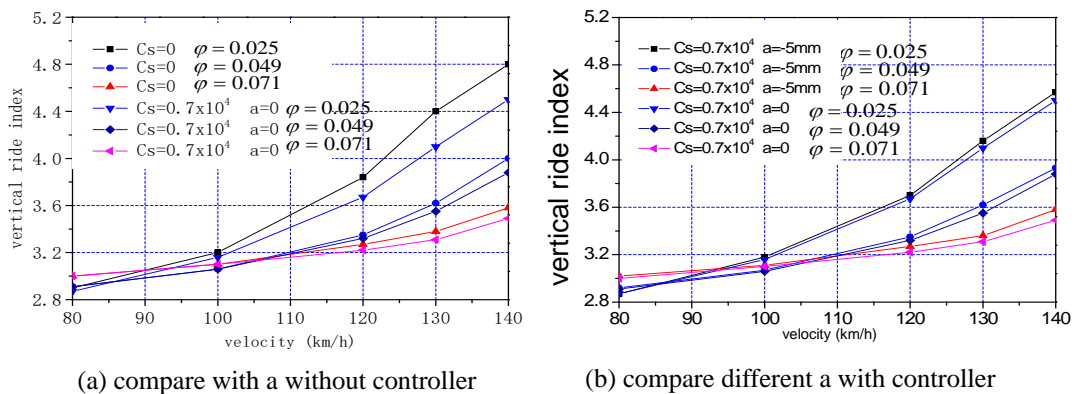 5.2
4.8
4.4
4.0
3.6
3.2
2.8
vertical ride index
Cs=0 φ = 0.025
Cs=0 φ = 0.049
Cs=0 φ = 0.071
Cs=0.7x10⁴ a=0 φ = 0.025
Cs=0.7x10⁴ a=0 φ = 0.049
Cs=0.7x10⁴ a=0 φ = 0.071
80 90 100 110 120 130 140
velocity (km/h)
(a) compare with a without controller
5.2
4.8
4.4
4.0
3.6
3.2
2.8
vertical ride index
Cs=0.7x10⁴ a=-5mm φ = 0.025
Cs=0.7x10⁴ a=-5mm φ = 0.049
Cs=0.7x10⁴ a=-5mm φ = 0.071
Cs=0.7x10⁴ a=0 φ = 0.025
Cs=0.7x10⁴ a=0 φ = 0.049
Cs=0.7x10⁴ a=0 φ = 0.071
80 90 100 110 120 130 140
velocity (km/h)
(b) compare different a with controller